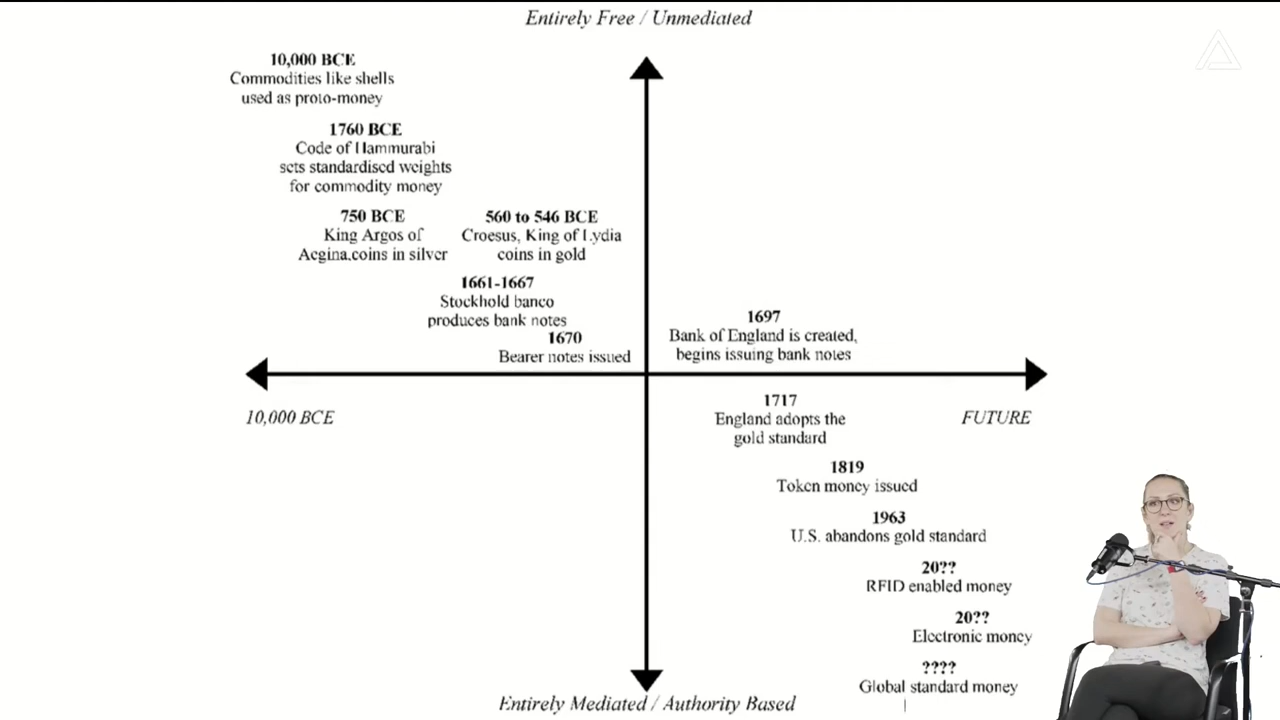 Entirely Free / Unmediated
10,000 BCE
Commodities like shells
used as proto-money
1760 BCE
Code of Hammurabi
sets standardised weights
for commodity money
750 BCE
King Argos of
Aegina.coins in silver
560 to 546 BCE
Croesus, King of Lydia
coins in gold
1661-1667
Stockhold banco
produces bank notes
1670
Bearer notes issued
1697
Bank of England is created,
begins issuing bank notes
10,000 BCE
FUTURE
1717
England adopts the
gold standard
1819
Token money issued
1963
U.S. abandons gold standard
20??
RFID enabled money
20??
Electronic money
????
Global standard money
Entirely Mediated / Authority Based